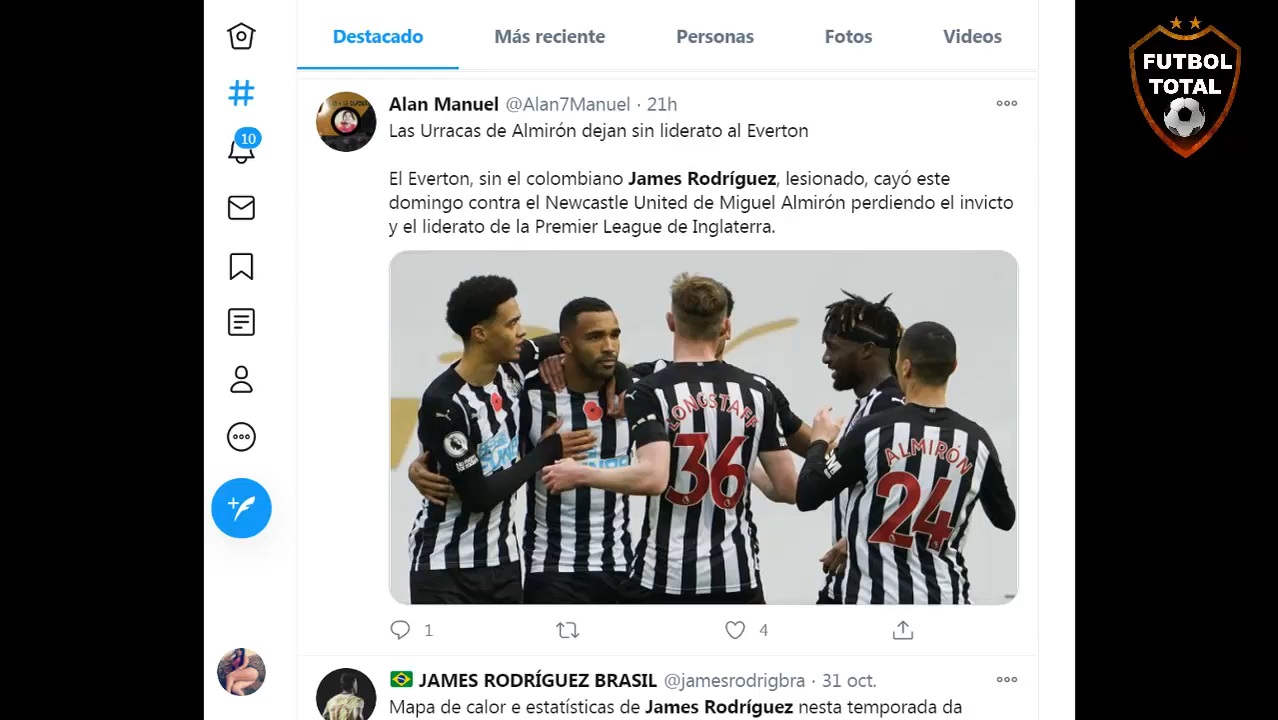 Destacado
Más reciente
Personas
Fotos
Videos
FUTBOL
TOTAL
10
Alan Manuel @Alan7Manuel · 21h
Las Urracas de Almirón dejan sin liderato al Everton
El Everton, sin el colombiano James Rodríguez, lesionado, cayó este
domingo contra el Newcastle United de Miguel Almirón perdiendo el invicto
y el liderato de la Premier League de Inglaterra.
LONGSTAFF
36
ALMIRÓN
24
1
4
JAMES RODRÍGUEZ BRASIL @jamesrodrigbra · 31 oct.
Mapa de calor e estatísticas de James Rodríguez nesta temporada da